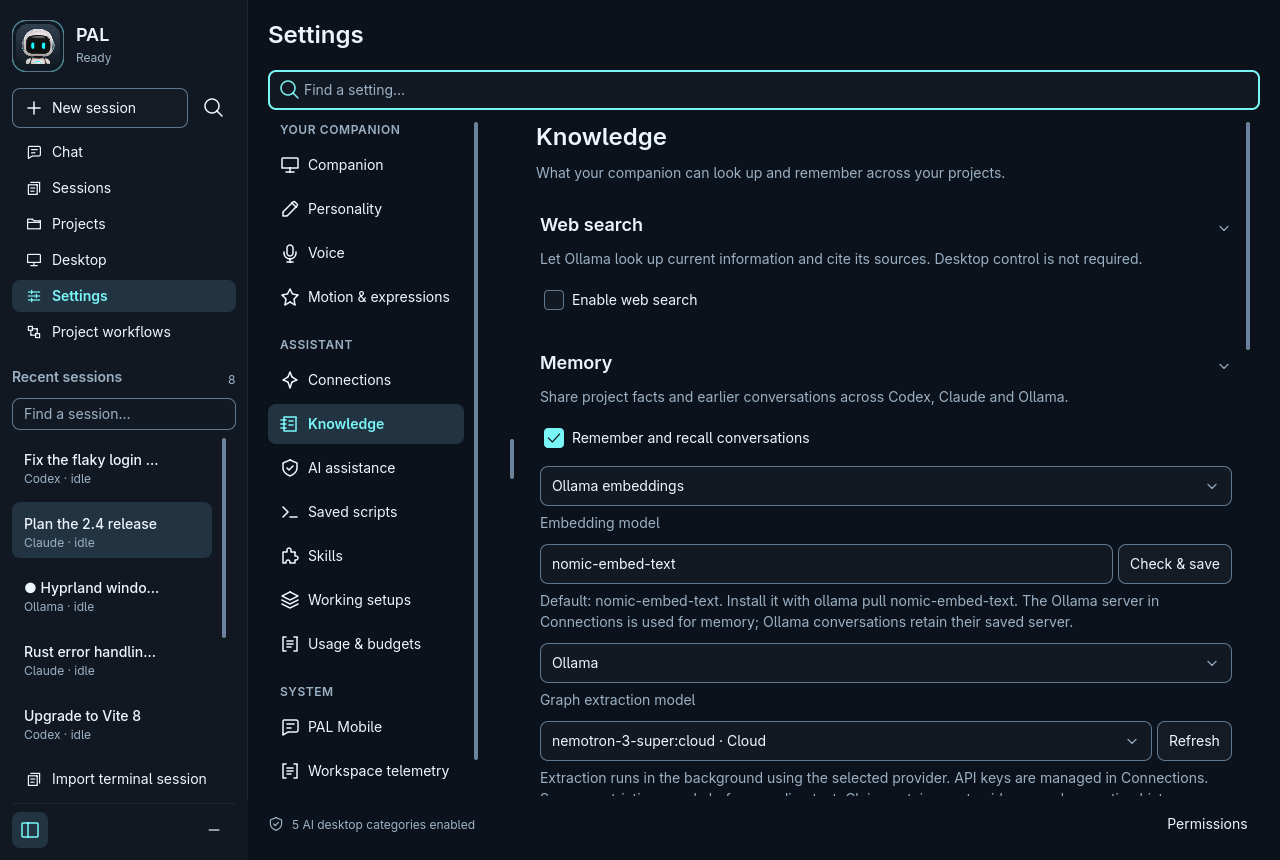 PAL
Ready
New session
Chat
Sessions
Projects
Desktop
Settings
Project workflows
Recent sessions 8
Find a session...
Fix the flaky login ...
Codex · idle
Plan the 2.4 release
Claude · idle
Hyprland windo...
Ollama · idle
Rust error handlin...
Claude · idle
Upgrade to Vite 8
Codex · idle
Import terminal session
Settings
Find a setting...
YOUR COMPANION
Companion
Personality
Voice
Motion & expressions
ASSISTANT
Connections
Knowledge
AI assistance
Saved scripts
Skills
Working setups
Usage & budgets
SYSTEM
PAL Mobile
Workspace telemetry
Knowledge
What your companion can look up and remember across your projects.
Web search
Let Ollama look up current information and cite its sources. Desktop control is not required.
Enable web search
Memory
Share project facts and earlier conversations across Codex, Claude and Ollama.
Remember and recall conversations
Ollama embeddings
Embedding model
nomic-embed-text
Check & save
Default: nomic-embed-text. Install it with ollama pull nomic-embed-text. The Ollama server in
Connections is used for memory; Ollama conversations retain their saved server.
Ollama
Graph extraction model
nemotron-3-super:cloud · Cloud
Refresh
Extraction runs in the background using the selected provider. API keys are managed in Connections.
5 AI desktop categories enabled
Permissions